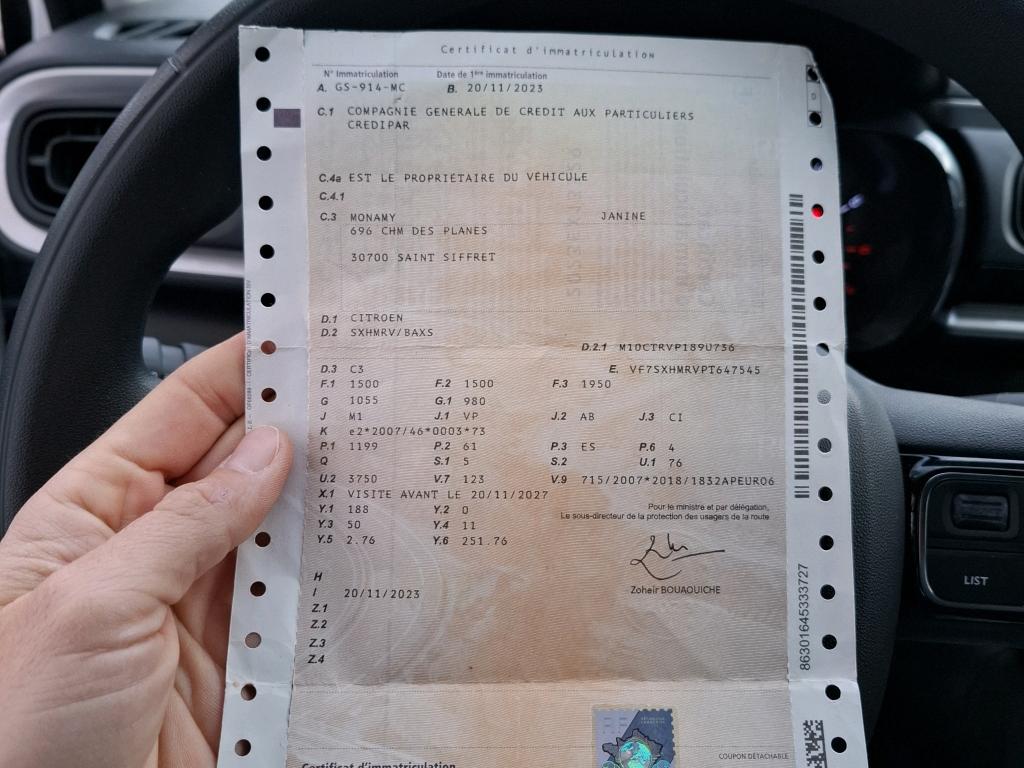 Certificat d'immatriculation
N° Immatriculation Date de 1ère immatriculation
A. GS-914-MC B. 20/11/2023
C.1 COMPAGNIE GENERALE DE CREDIT AUX PARTICULIERS
CREDIPAR
C.4a EST LE PROPRIÉTAIRE DU VÉHICULE
C.4.1
C.3 MONAMY JANINE
696 CHM DES PLANES
30700 SAINT SIFFRET
D.1 CITROEN
D.2 SXHMRV/BAXS
D.2.1 M10CTRVP189U736
D.3 C3 E. VF7SXHMRVPT647545
F.1 1500 F.2 1500 F.3 1950
G 1055 G.1 980
J M1 J.1 VP J.2 AB J.3 CI
K e2*2007/46*0003*73
P.1 1199 P.2 61 P.3 ES P.6 4
Q S.1 5 S.2 U.1 76
U.2 3750 V.7 123 V.9 715/2007*2018/1832APEURO6
X.1 VISITE AVANT LE 20/11/2027
Y.1 188 Y.2 0
Pour le ministre et par délégation,
Le sous-directeur de la protection des usagers de la route
Y.3 50 Y.4 11
Y.5 2.76 Y.6 251.76
H
Zoheir BOUAOUICHE
I 20/11/2023
Z.1
Z.2
Z.3
Z.4
86301645333727
LIST
COUPON DÉTACHABLE
Certificat d'immatriculation